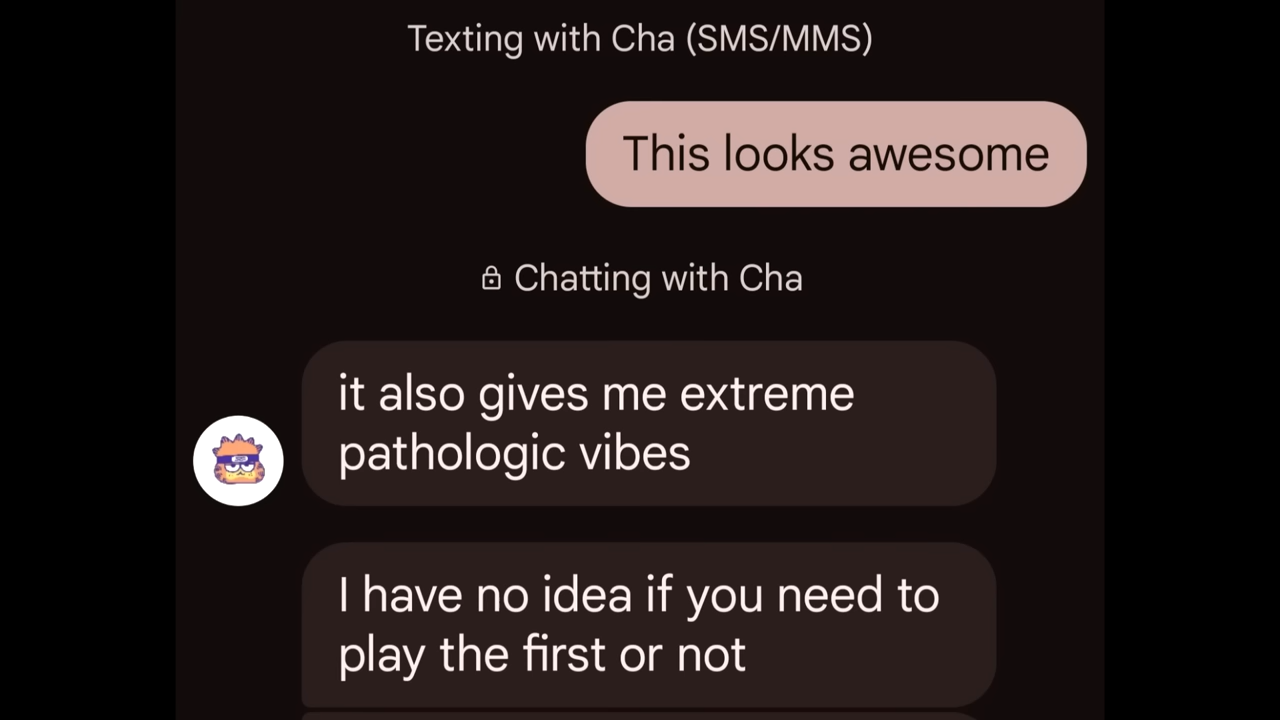 Texting with Cha (SMS/MMS)
This looks awesome
Chatting with Cha
it also gives me extreme
pathologic vibes
I have no idea if you need to
play the first or not